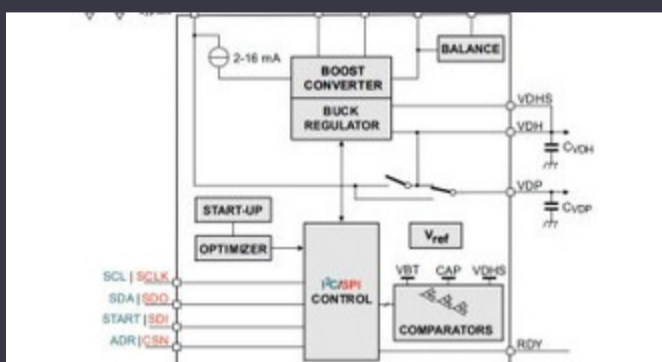 2-16 mA
BALANCE
BOOST
CONVERTER
BUCK
REGULATOR
VDHS
VDH
CVDH
VDP
CVDP
START-UP
OPTIMIZER
Vref
SCL | SCLK
SDA | SDO
START | SDI
ADR | CSN
I²C/SPI
CONTROL
VBT CAP VDHS
COMPARATORS
RDY